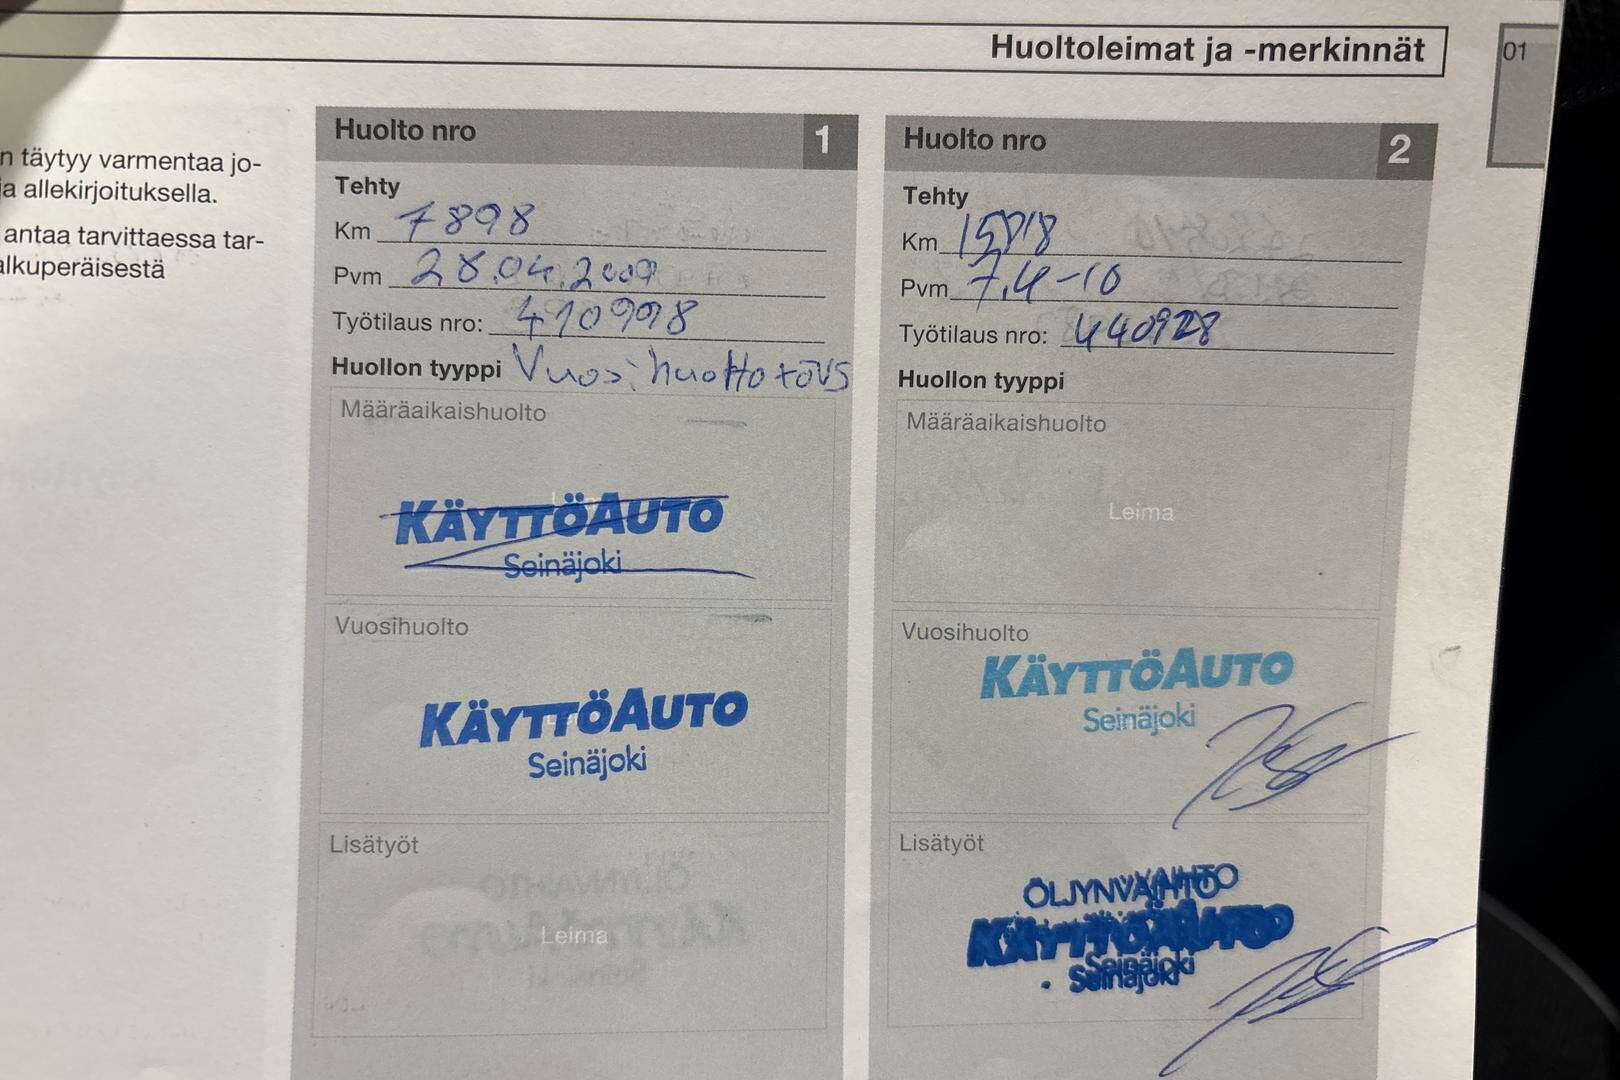 Huoltoleimat ja -merkinnät
01
n täytyy varmentaa jo-
ja allekirjoituksella.
antaa tarvittaessa tar-
alkuperäisestä
Huolto nro 1
Tehty
Km 7898
Pvm 28.04.2009
Työtilaus nro: 410998
Huollon tyyppi Vuosihuolto + öVS
Määräaikaishuolto
KÄYTTÖAUTO
Seinäjoki
Vuosihuolto
KÄYTTÖAUTO
Seinäjoki
Lisätyöt
Leima
Huolto nro 2
Tehty
Km
Pvm 7.4-10
Työtilaus nro: 440928
Huollon tyyppi
Määräaikaishuolto
Leima
Vuosihuolto
KÄYTTÖAUTO
Seinäjoki
Lisätyöt
ÖLJYNVAIHTO
KÄYTTÖAUTO
Seinäjoki